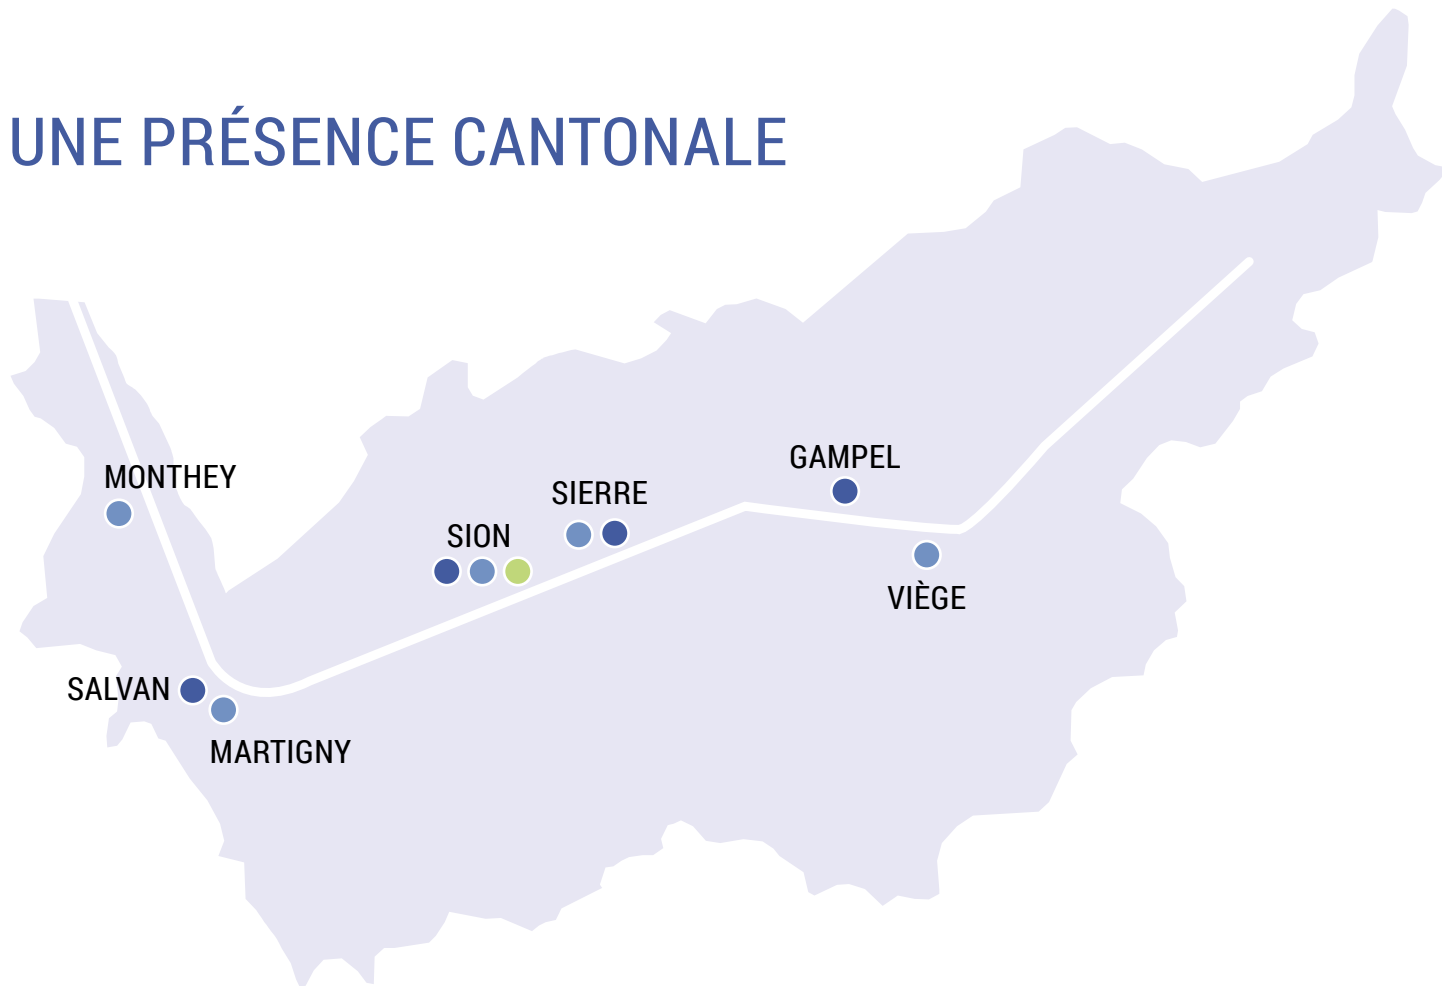 UNE PRÉSENCE CANTONALE
MONTHEY
GAMPEL
SIERRE
SION
VIÈGE
SALVAN
MARTIGNY